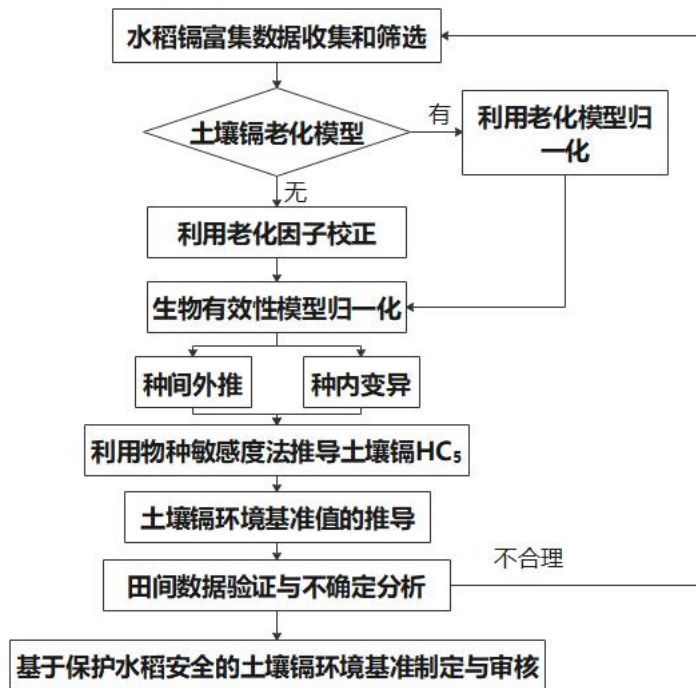 水稻镉富集数据收集和筛选
土壤镉老化模型
有
利用老化模型归
一化
无
利用老化因子校正
生物有效性模型归一化
种间外推
种内变异
利用物种敏感度法推导土壤镉HC₅
土壤镉环境基准值的推导
不合理
田间数据验证与不确定分析
基于保护水稻安全的土壤镉环境基准制定与审核